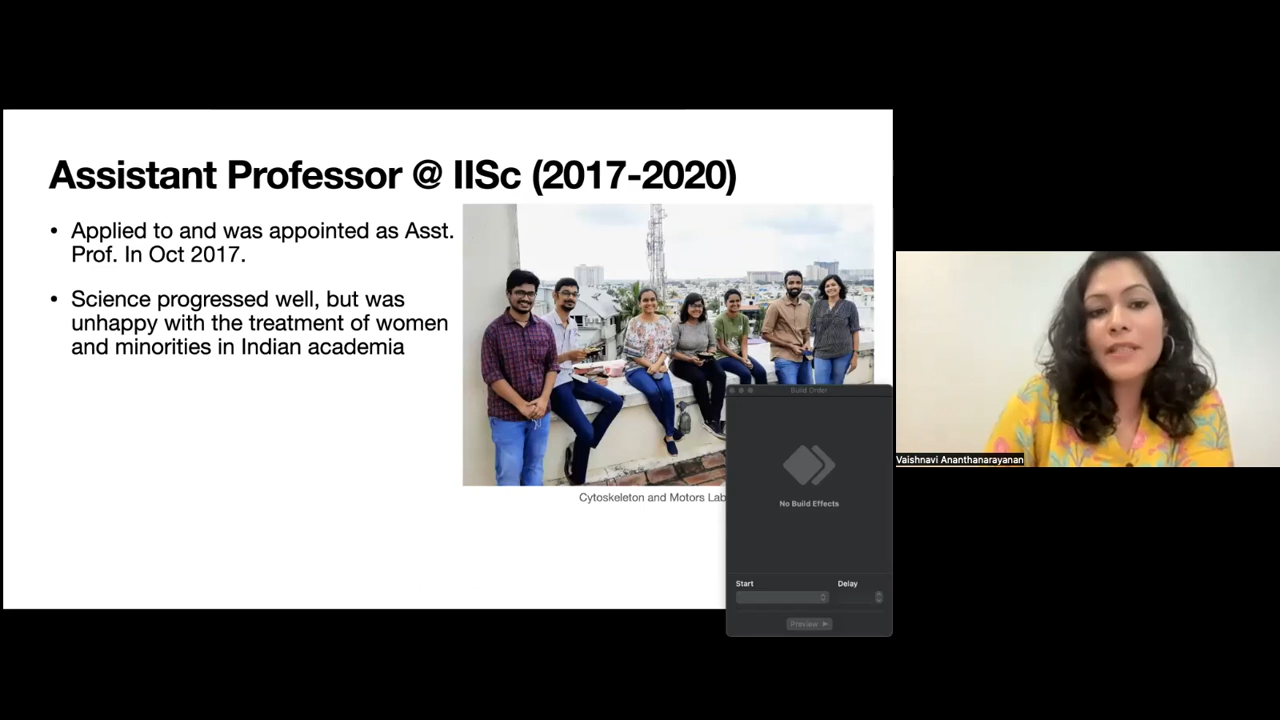 Assistant Professor @ IISc (2017-2020)
• Applied to and was appointed as Asst.
Prof. In Oct 2017.
• Science progressed well, but was
unhappy with the treatment of women
and minorities in Indian academia
Cytoskeleton and Motors Lab
Build Order
No Build Effects
Start
Delay
Preview
Vaishnavi Ananthanarayanan